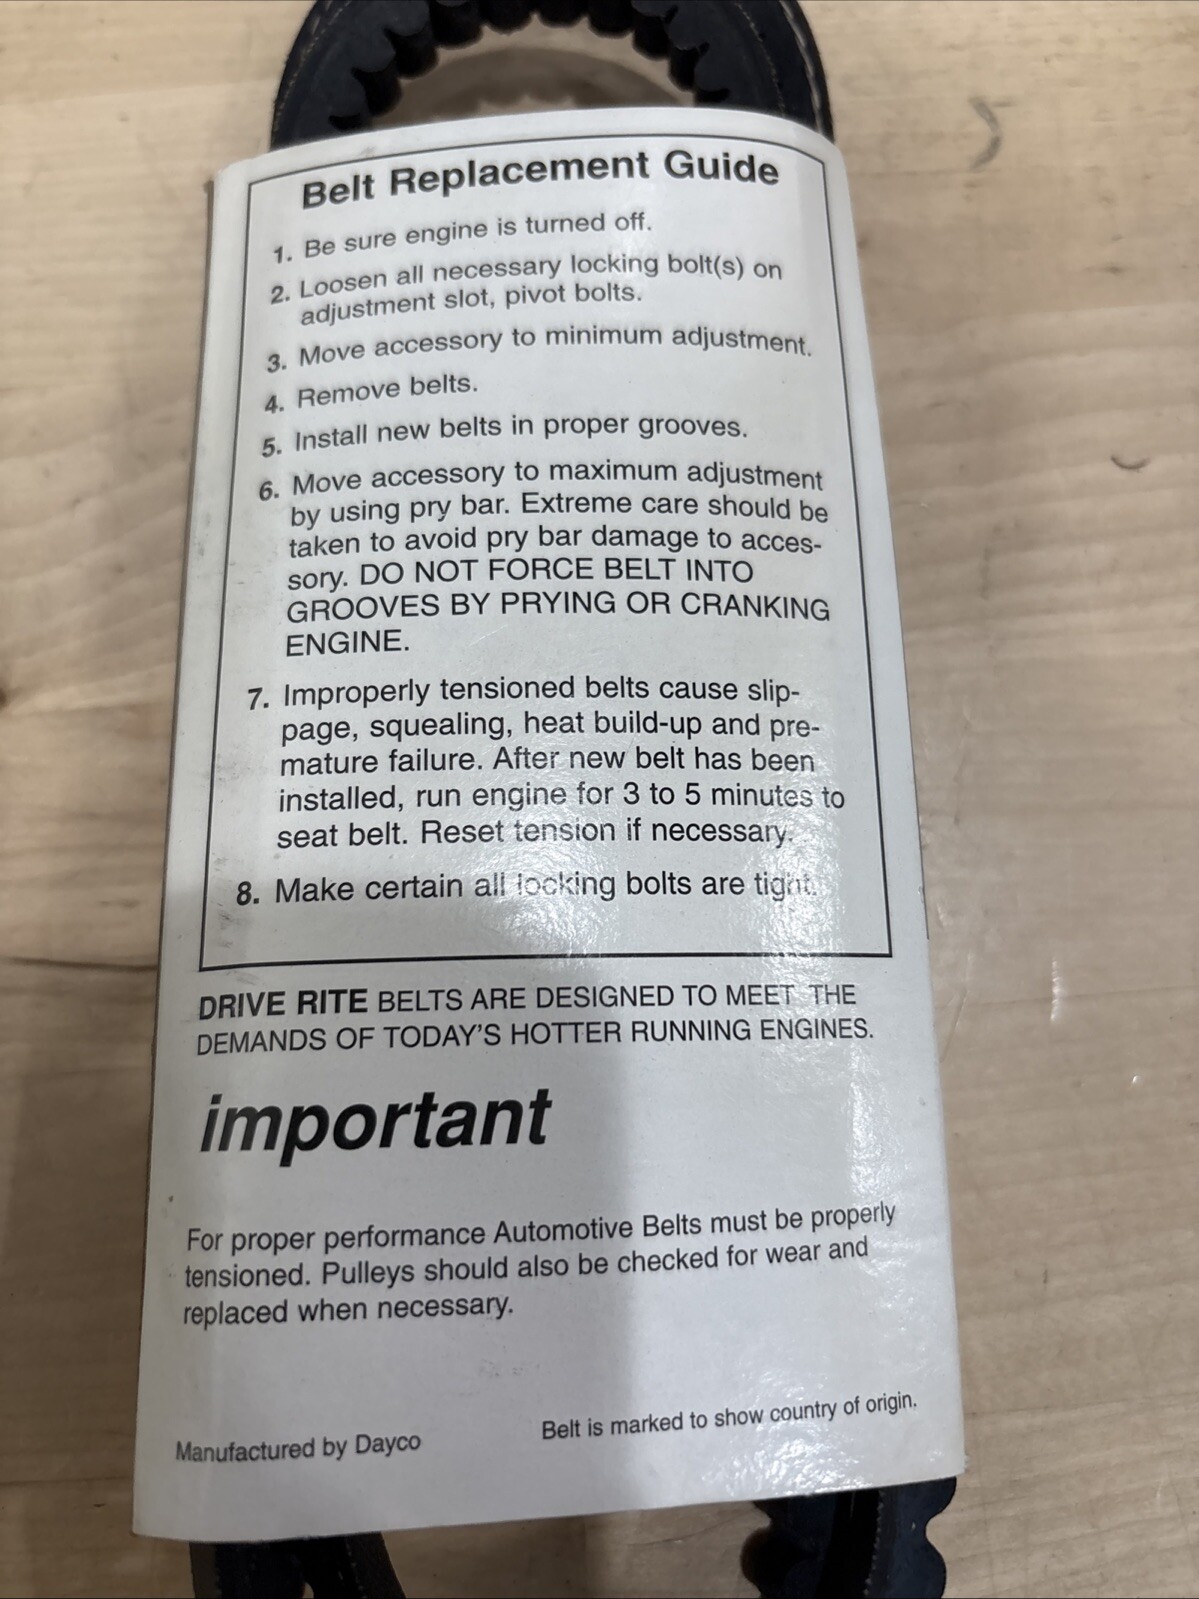 Belt Replacement Guide
1. Be sure engine is turned off.
2. Loosen all necessary locking bolt(s) on
adjustment slot, pivot bolts.
3. Move accessory to minimum adjustment.
4. Remove belts.
5. Install new belts in proper grooves.
6. Move accessory to maximum adjustment
by using pry bar. Extreme care should be
taken to avoid pry bar damage to acces-
sory. DO NOT FORCE BELT INTO
GROOVES BY PRYING OR CRANKING
ENGINE.
7. Improperly tensioned belts cause slip-
page, squealing, heat build-up and pre-
mature failure. After new belt has been
installed, run engine for 3 to 5 minutes to
seat belt. Reset tension if necessary.
8. Make certain all locking bolts are tight.
DRIVE RITE BELTS ARE DESIGNED TO MEET THE
DEMANDS OF TODAY'S HOTTER RUNNING ENGINES.
important
For proper performance Automotive Belts must be properly
tensioned. Pulleys should also be checked for wear and
replaced when necessary.
Manufactured by Dayco
Belt is marked to show country of origin.